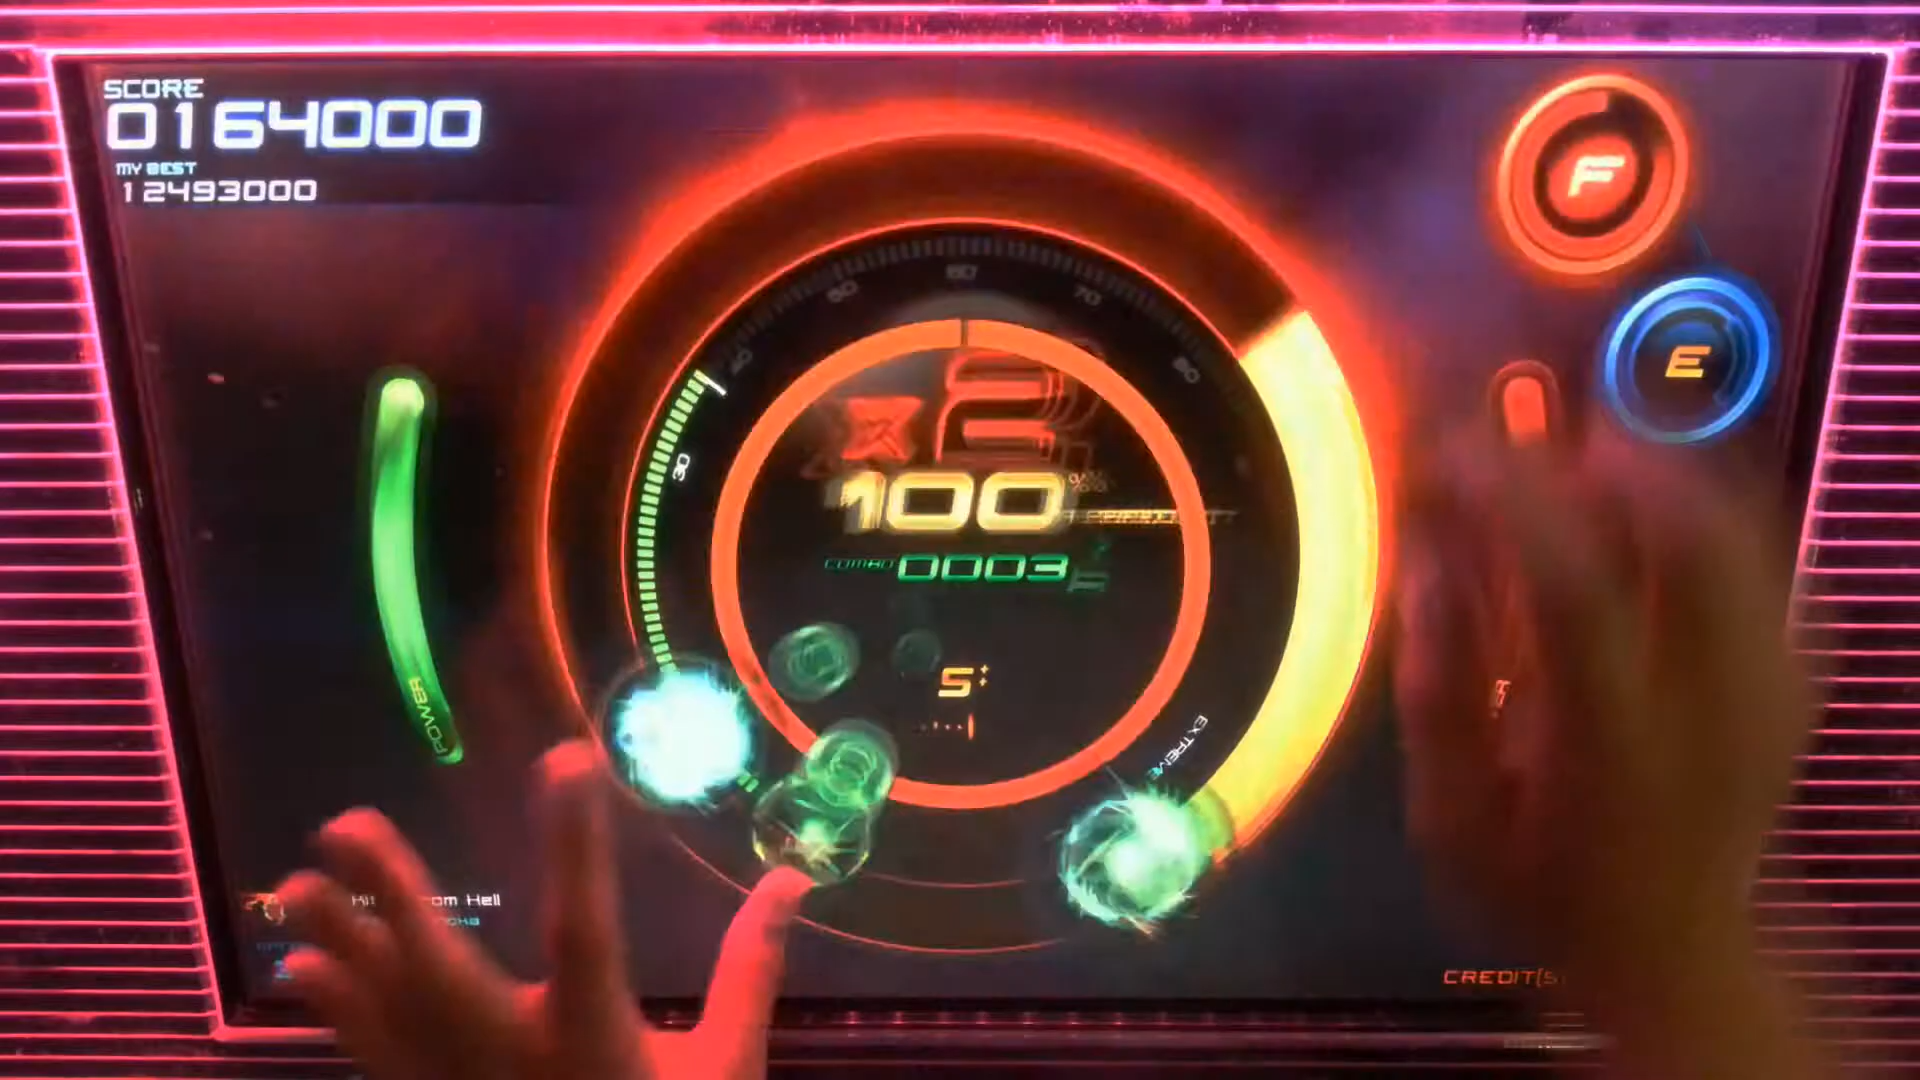 SCORE
0164000
MY BEST
12493000
F
E
50
60
70
40
80
30
x2
100%
COMBO 0003
S
POWER
EXTREME
om Hell
CREDIT(S